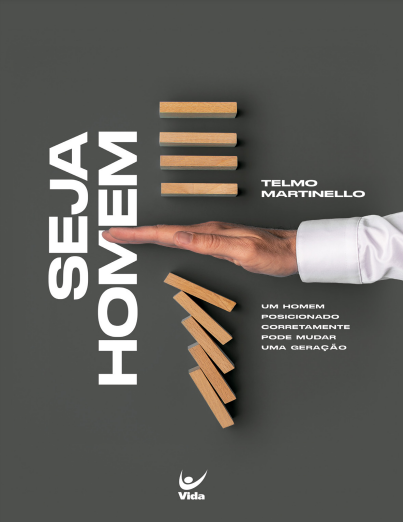 SEJA
HOMEM
TELMO
MARTINELLO
UM HOMEM
POSICIONADO
CORRETAMENTE
PODE MUDAR
UMA GERAÇÃO
Vida